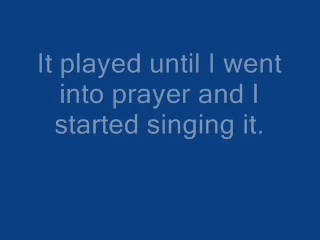 It played until I went
into prayer and I
started singing it.